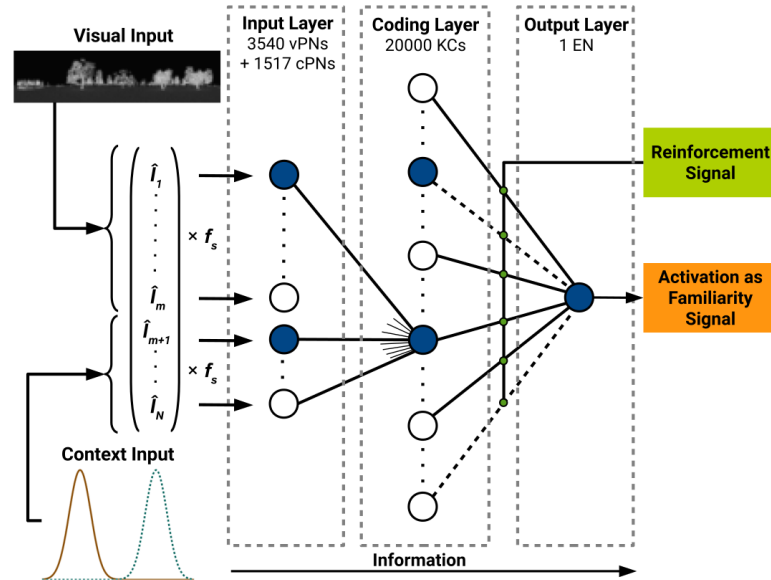 Visual Input
Input Layer
3540 vPNs
+ 1517 cPNs
Coding Layer
20000 KCs
Output Layer
1 EN
Reinforcement
Signal
Î1
× fs
Îm
Îm+1
× fs
ÎN
Activation as
Familiarity
Signal
Context Input
Information